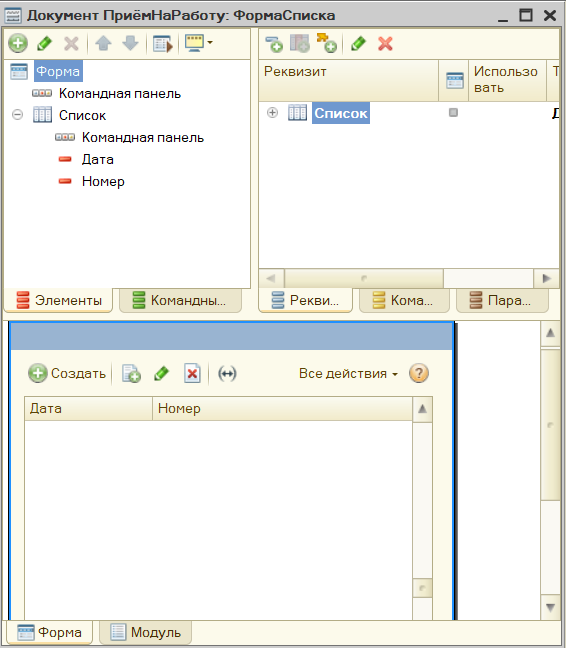 Документ ПриёмНаРаботу: ФормаСписка
Форма
Командная панель
Список
Командная панель
Дата
Номер
Элементы
Командны...
Реквизит
Использо
вать
Список
Рекви...
Кома...
Пара...
Создать
Все действия
Дата
Номер
Форма
Модуль